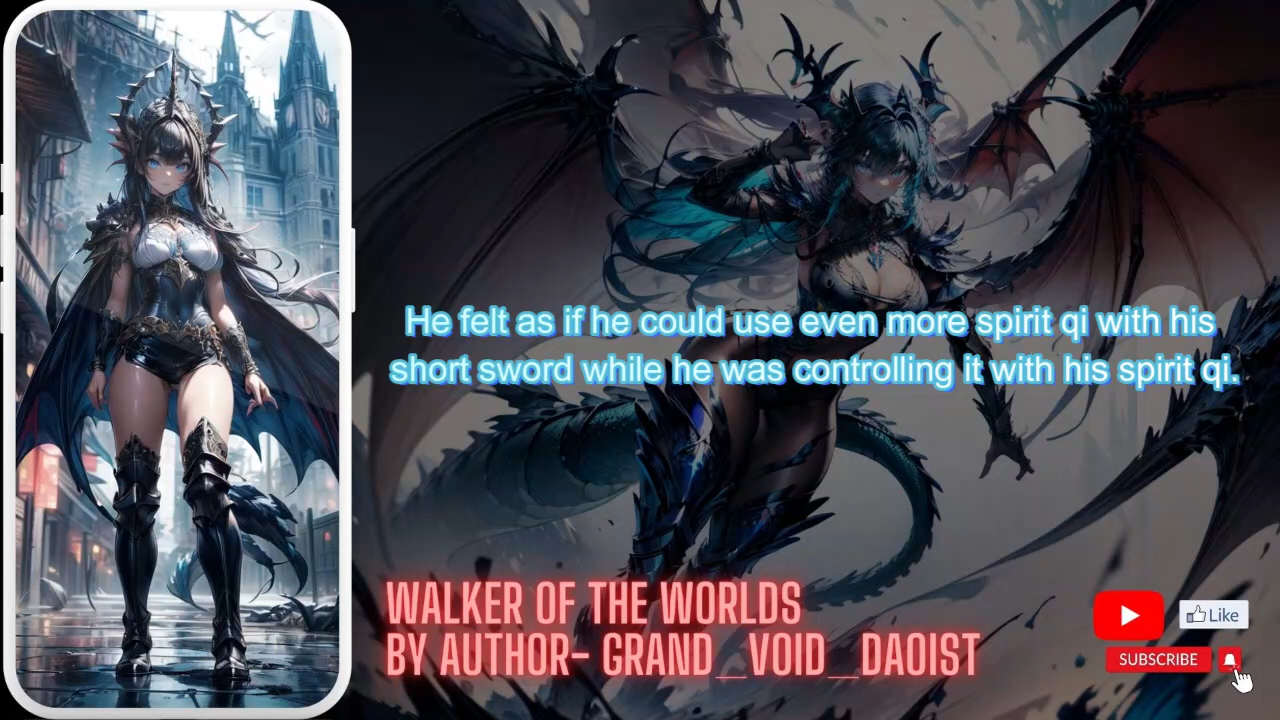 He felt as if he could use even more spirit qi with his
short sword while he was controlling it with his spirit qi.
WALKER OF THE WORLDS
BY AUTHOR- GRAND_VOID_DAOIST
Like
SUBSCRIBE